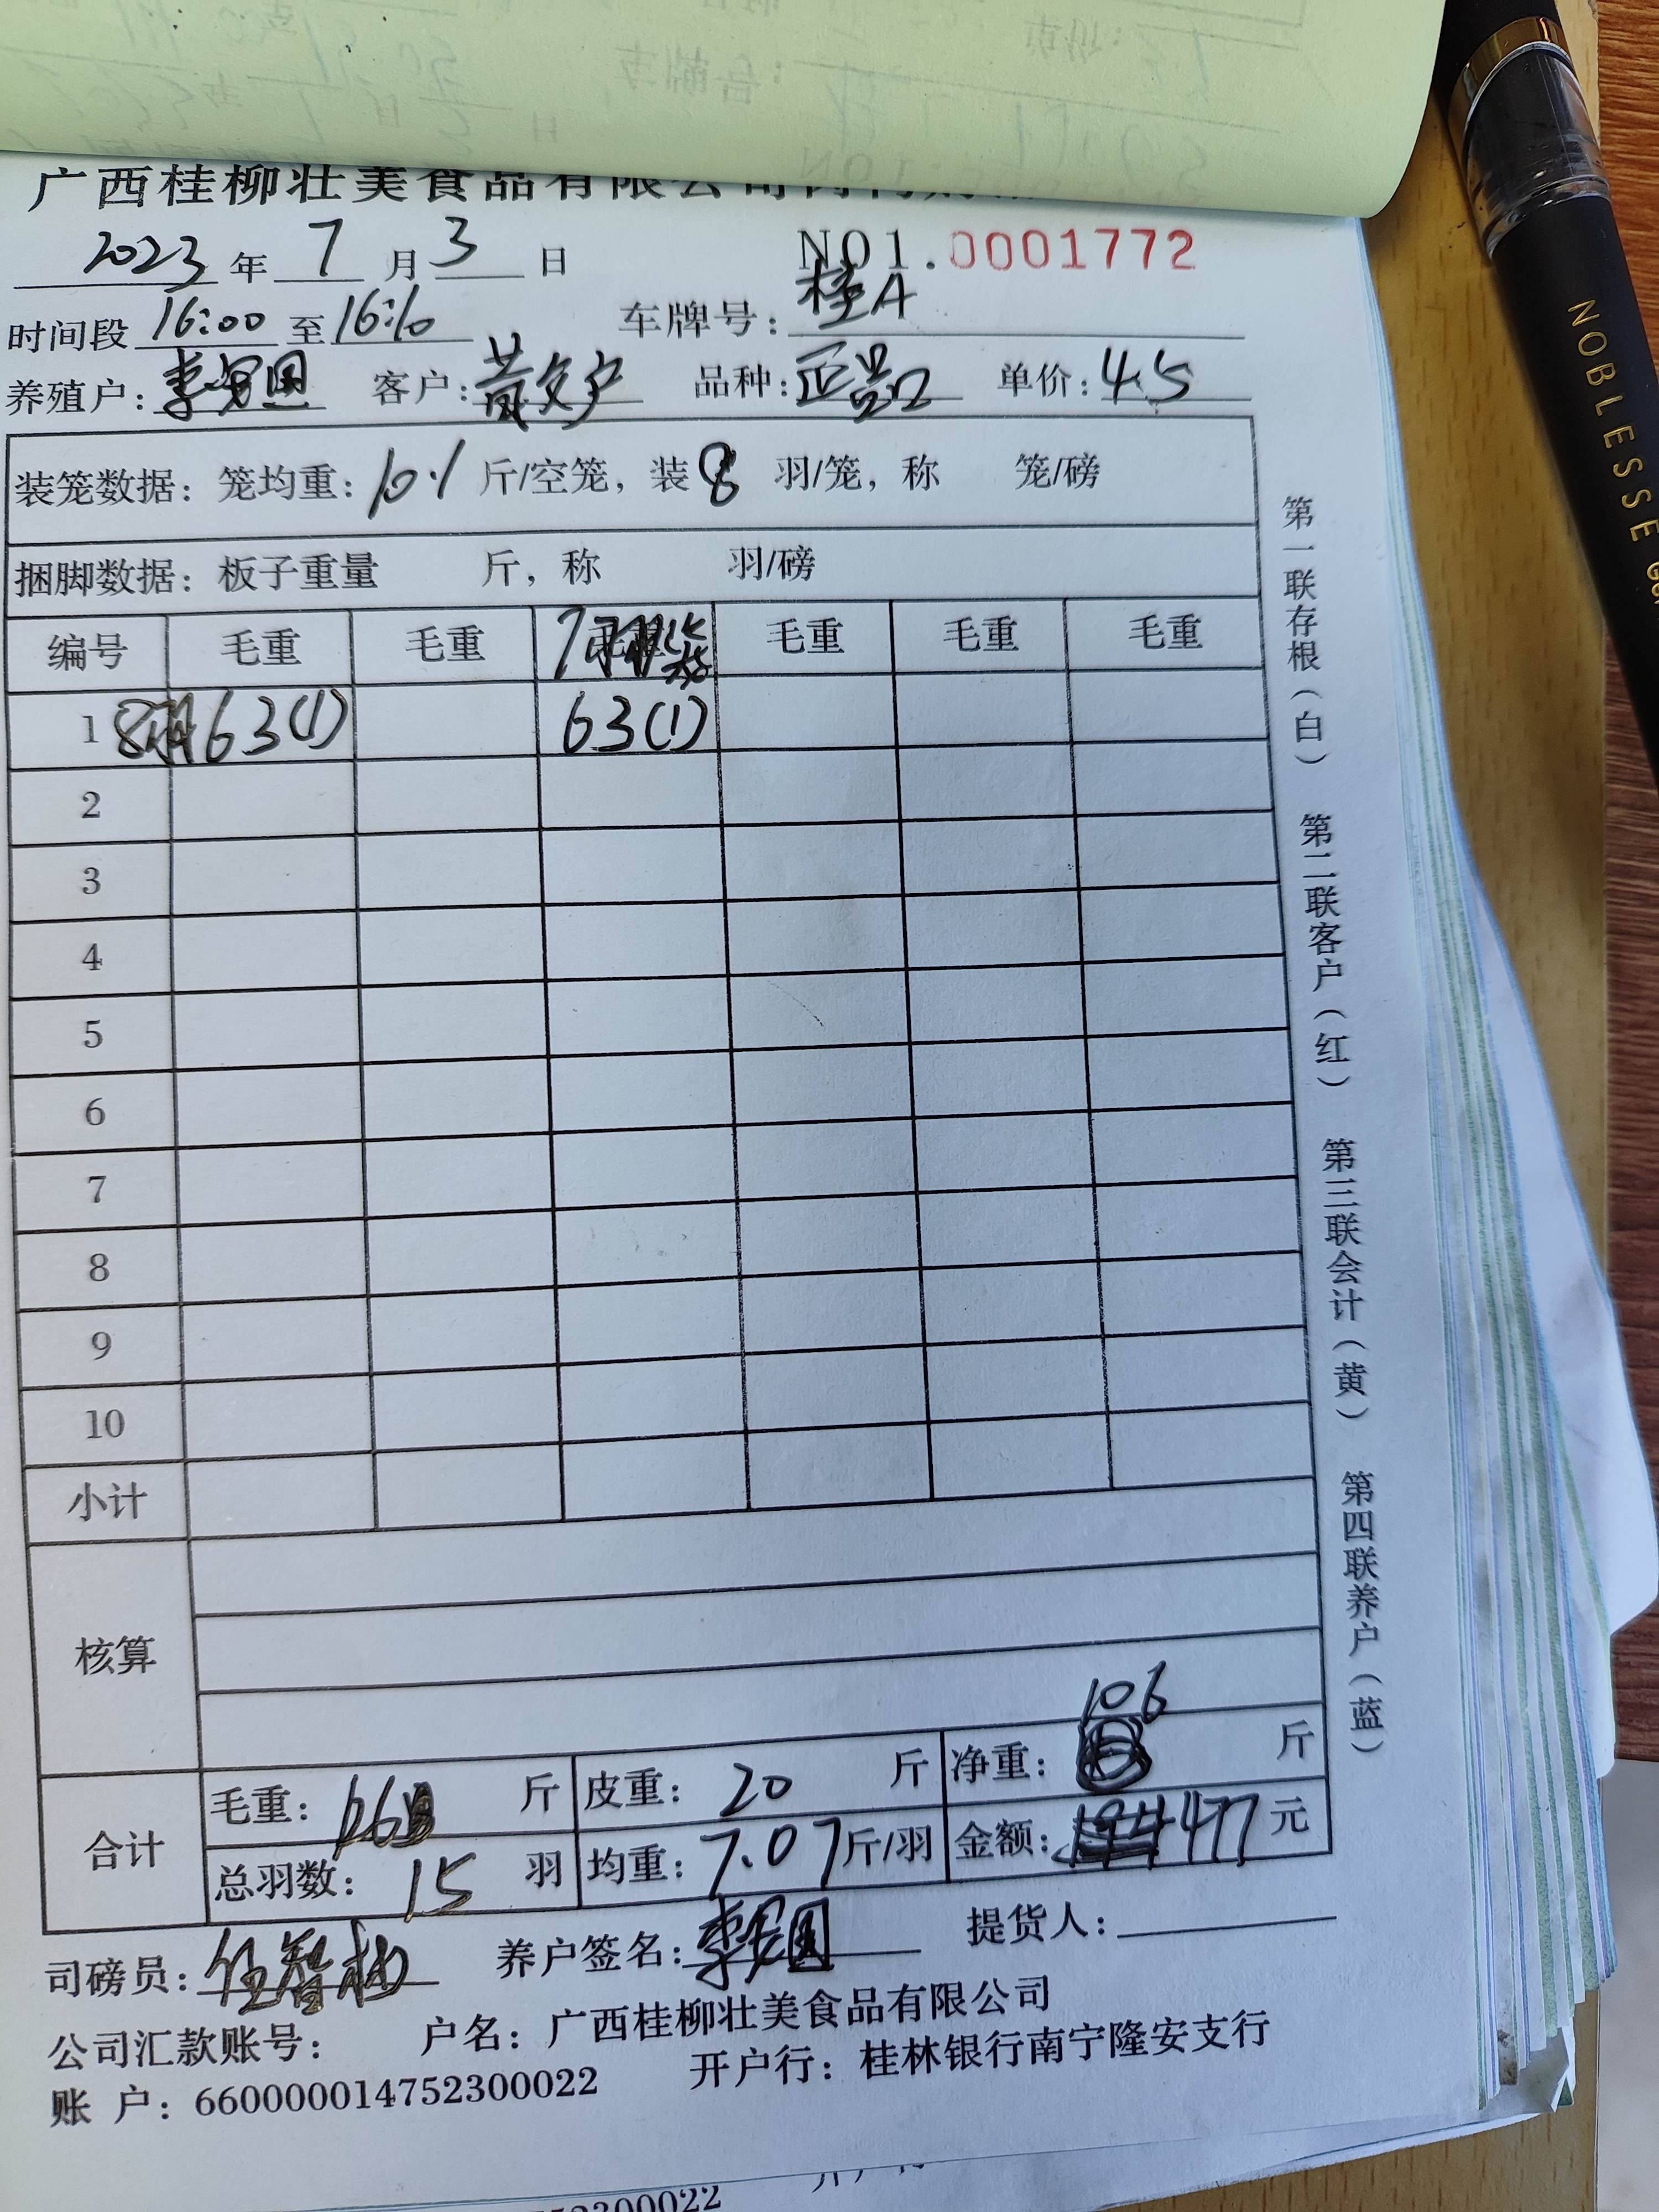 广西桂柳壮美食品有限公司
2023 年 7 月 3 日 NO1.0001772
时间段 16:00 至 16:10 车牌号: 桂A
养殖户: 李 客户: 黄 户 品种: 正品 单价: 4.5
装笼数据: 笼均重: 10.1 斤/空笼, 装 8 羽/笼, 称 笼/磅
捆脚数据: 板子重量 斤, 称 羽/磅
编号 毛重 毛重 毛重 毛重 毛重
1 63(1) 63(1)
2
3
4
5
6
7
8
9
10
小计
核算
合计 毛重: 斤 皮重: 20 斤 净重: 106 斤
总羽数: 15 羽 均重: 7.07 斤/羽 金额: 477 元
司磅员: 养户签名: 李 提货人:
公司汇款账号: 户名: 广西桂柳壮美食品有限公司
账 户: 660000014752300022 开户行: 桂林银行南宁隆安支行
第一联存根(白) 第二联客户(红) 第三联会计(黄) 第四联养户(蓝)
NOBLESSE
52300022